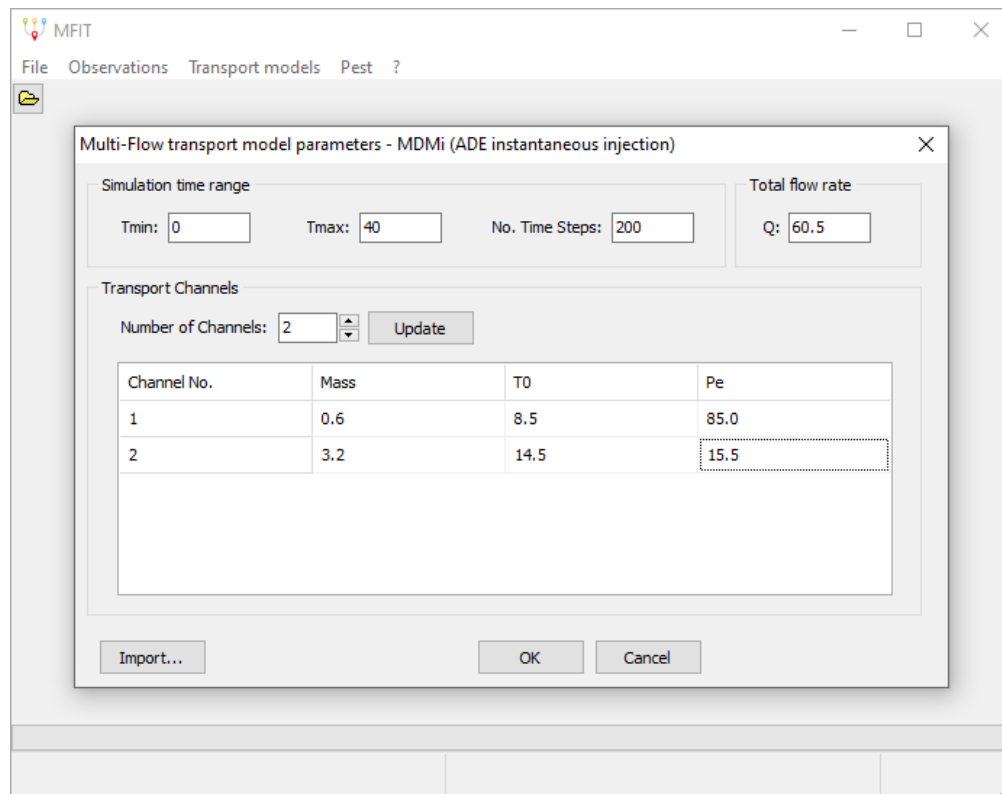 MFIT
File Observations Transport models Pest ?
Multi-Flow transport model parameters - MDMi (ADE instantaneous injection)
Simulation time range Total flow rate
Tmin: 0 Tmax: 40 No. Time Steps: 200 Q: 60.5
Transport Channels
Number of Channels: 2 Update
Channel No. Mass T0 Pe
1 0.6 8.5 85.0
2 3.2 14.5 15.5
Import... OK Cancel